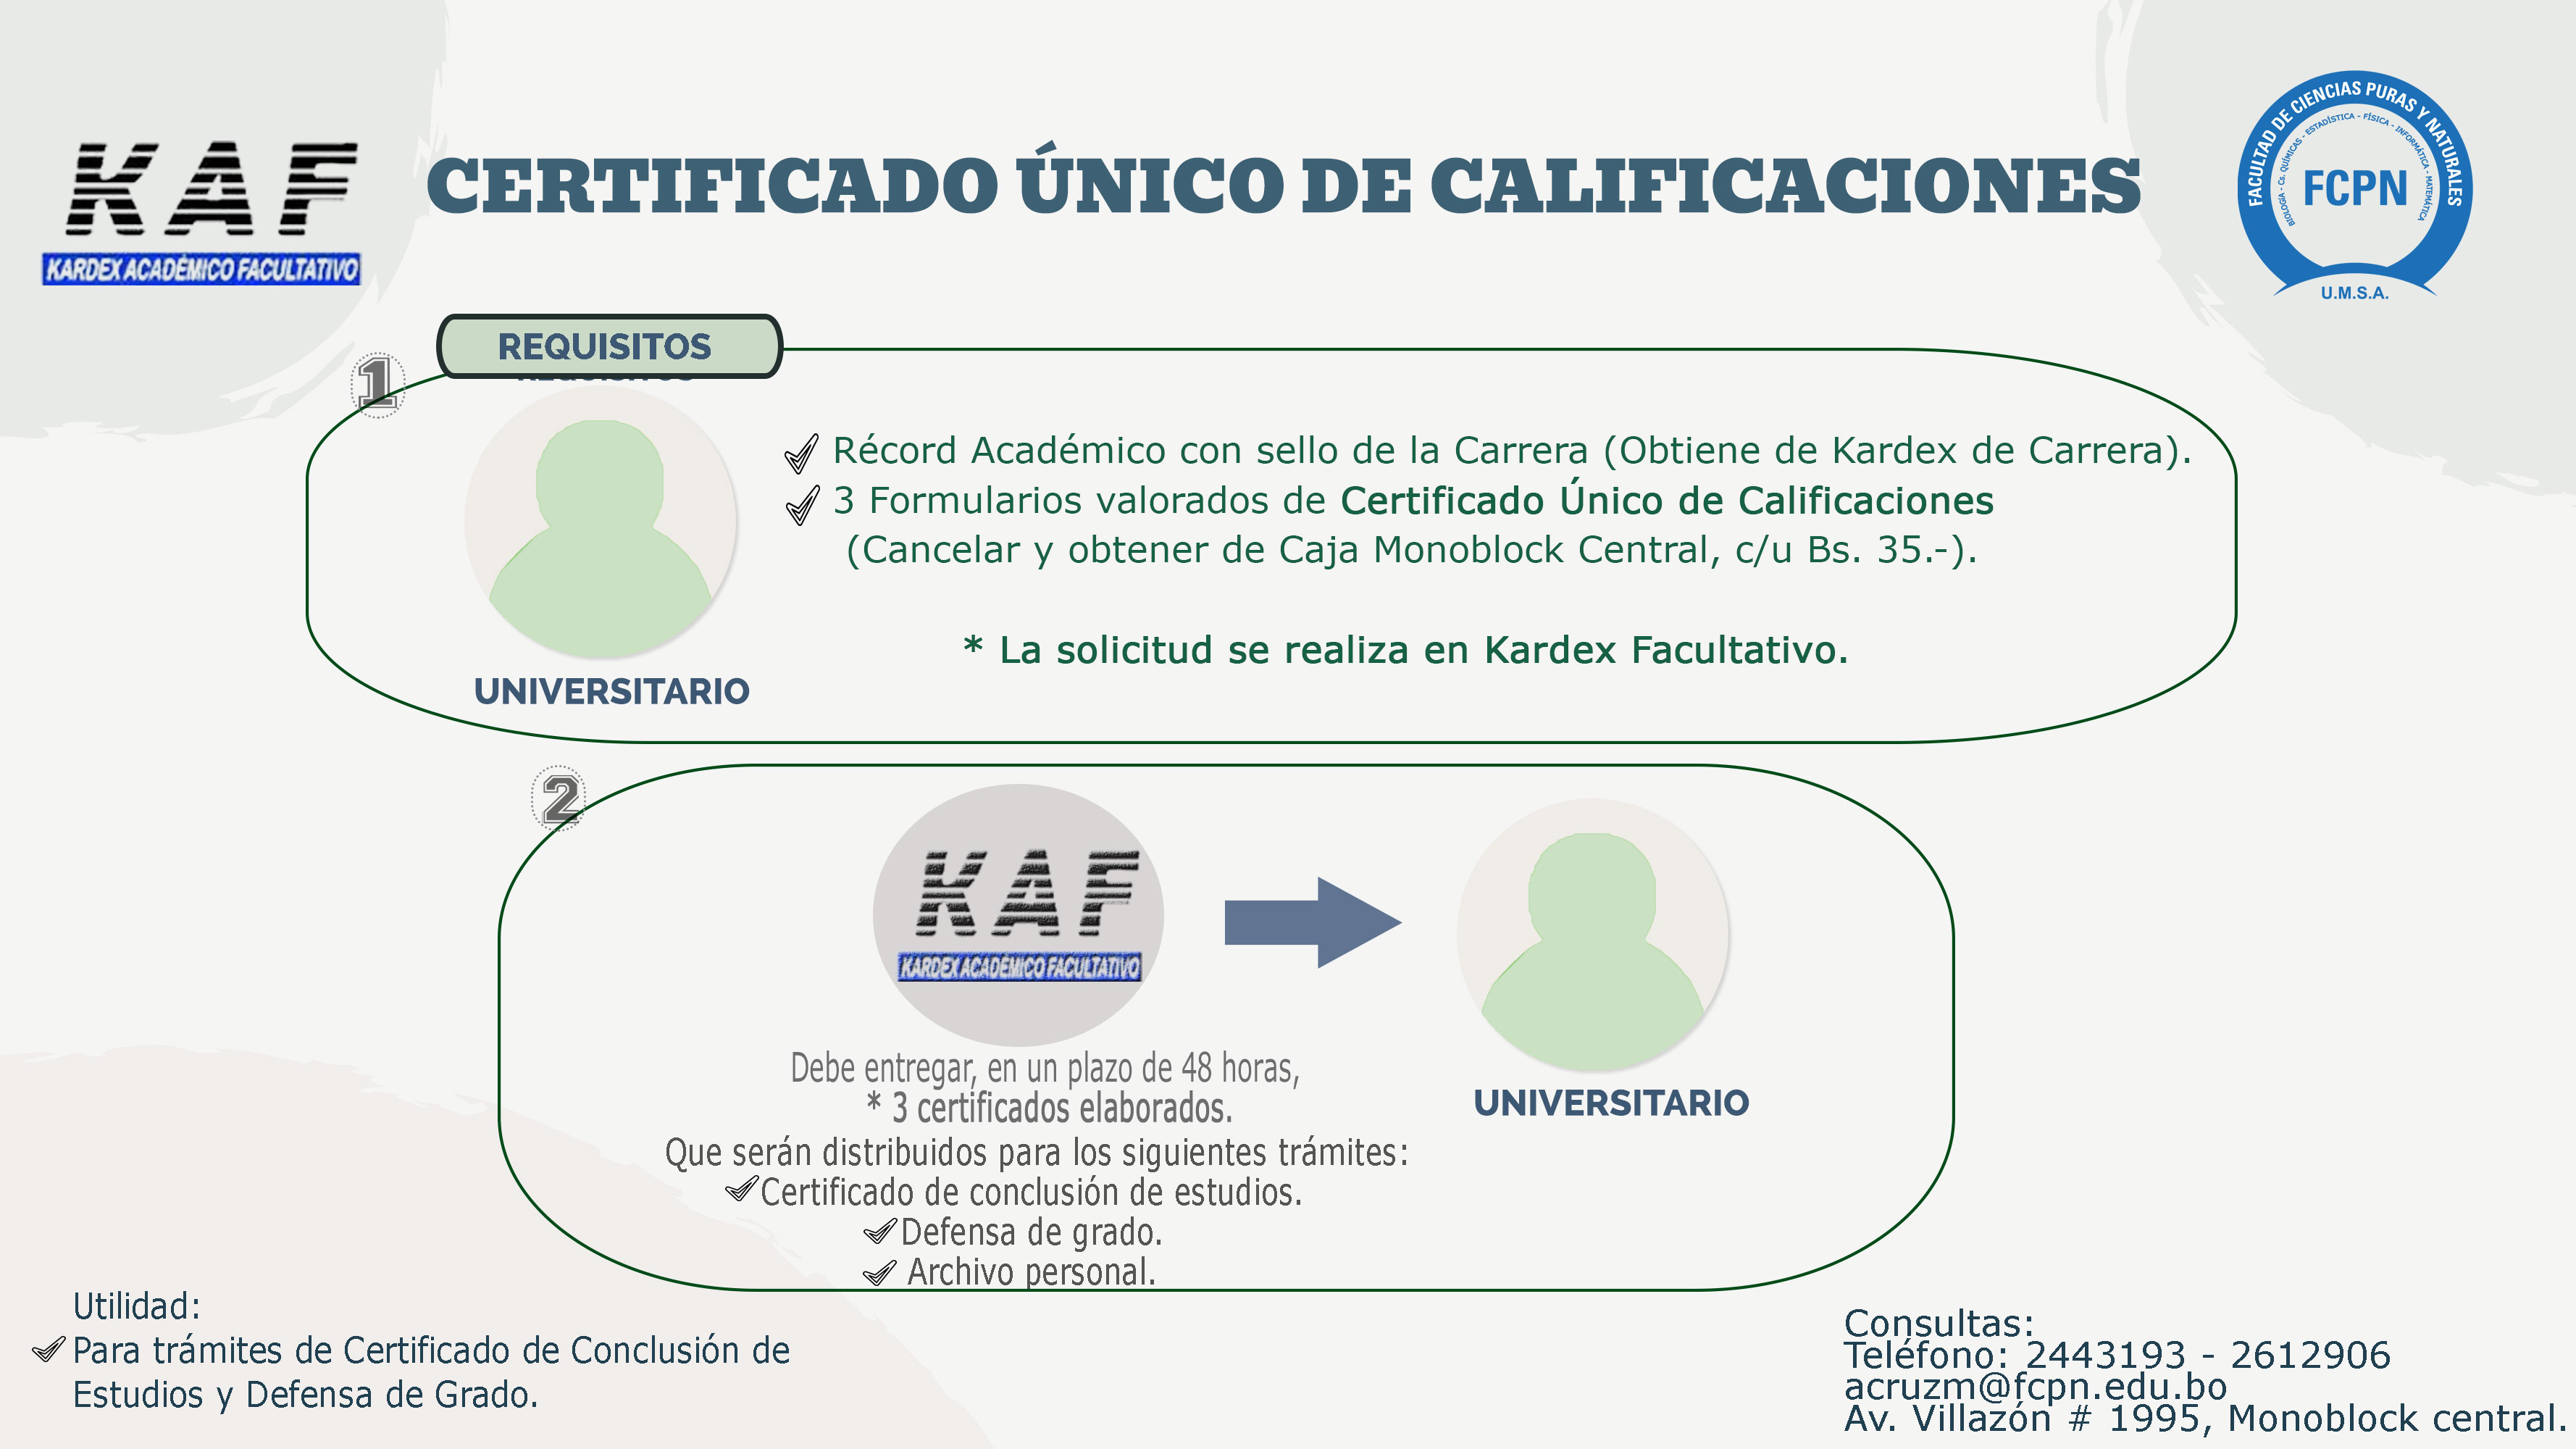 KAF
KARDEX ACADÉMICO FACULTATIVO
CERTIFICADO ÚNICO DE CALIFICACIONES
FACULTAD DE CIENCIAS PURAS Y NATURALES
BIOLOGÍA - Cs. QUÍMICAS - ESTADÍSTICA - FÍSICA - INFORMÁTICA - MATEMÁTICA
FCPN
U.M.S.A.
REQUISITOS
1
Récord Académico con sello de la Carrera (Obtiene de Kardex de Carrera).
3 Formularios valorados de Certificado Único de Calificaciones
(Cancelar y obtener de Caja Monoblock Central, c/u Bs. 35.-).
* La solicitud se realiza en Kardex Facultativo.
UNIVERSITARIO
2
KAF
KARDEX ACADÉMICO FACULTATIVO
Debe entregar, en un plazo de 48 horas,
* 3 certificados elaborados.
Que serán distribuidos para los siguientes trámites:
Certificado de conclusión de estudios.
Defensa de grado.
Archivo personal.
UNIVERSITARIO
Utilidad:
Para trámites de Certificado de Conclusión de
Estudios y Defensa de Grado.
Consultas:
Teléfono: 2443193 - 2612906
acruzm@fcpn.edu.bo
Av. Villazón # 1995, Monoblock central.